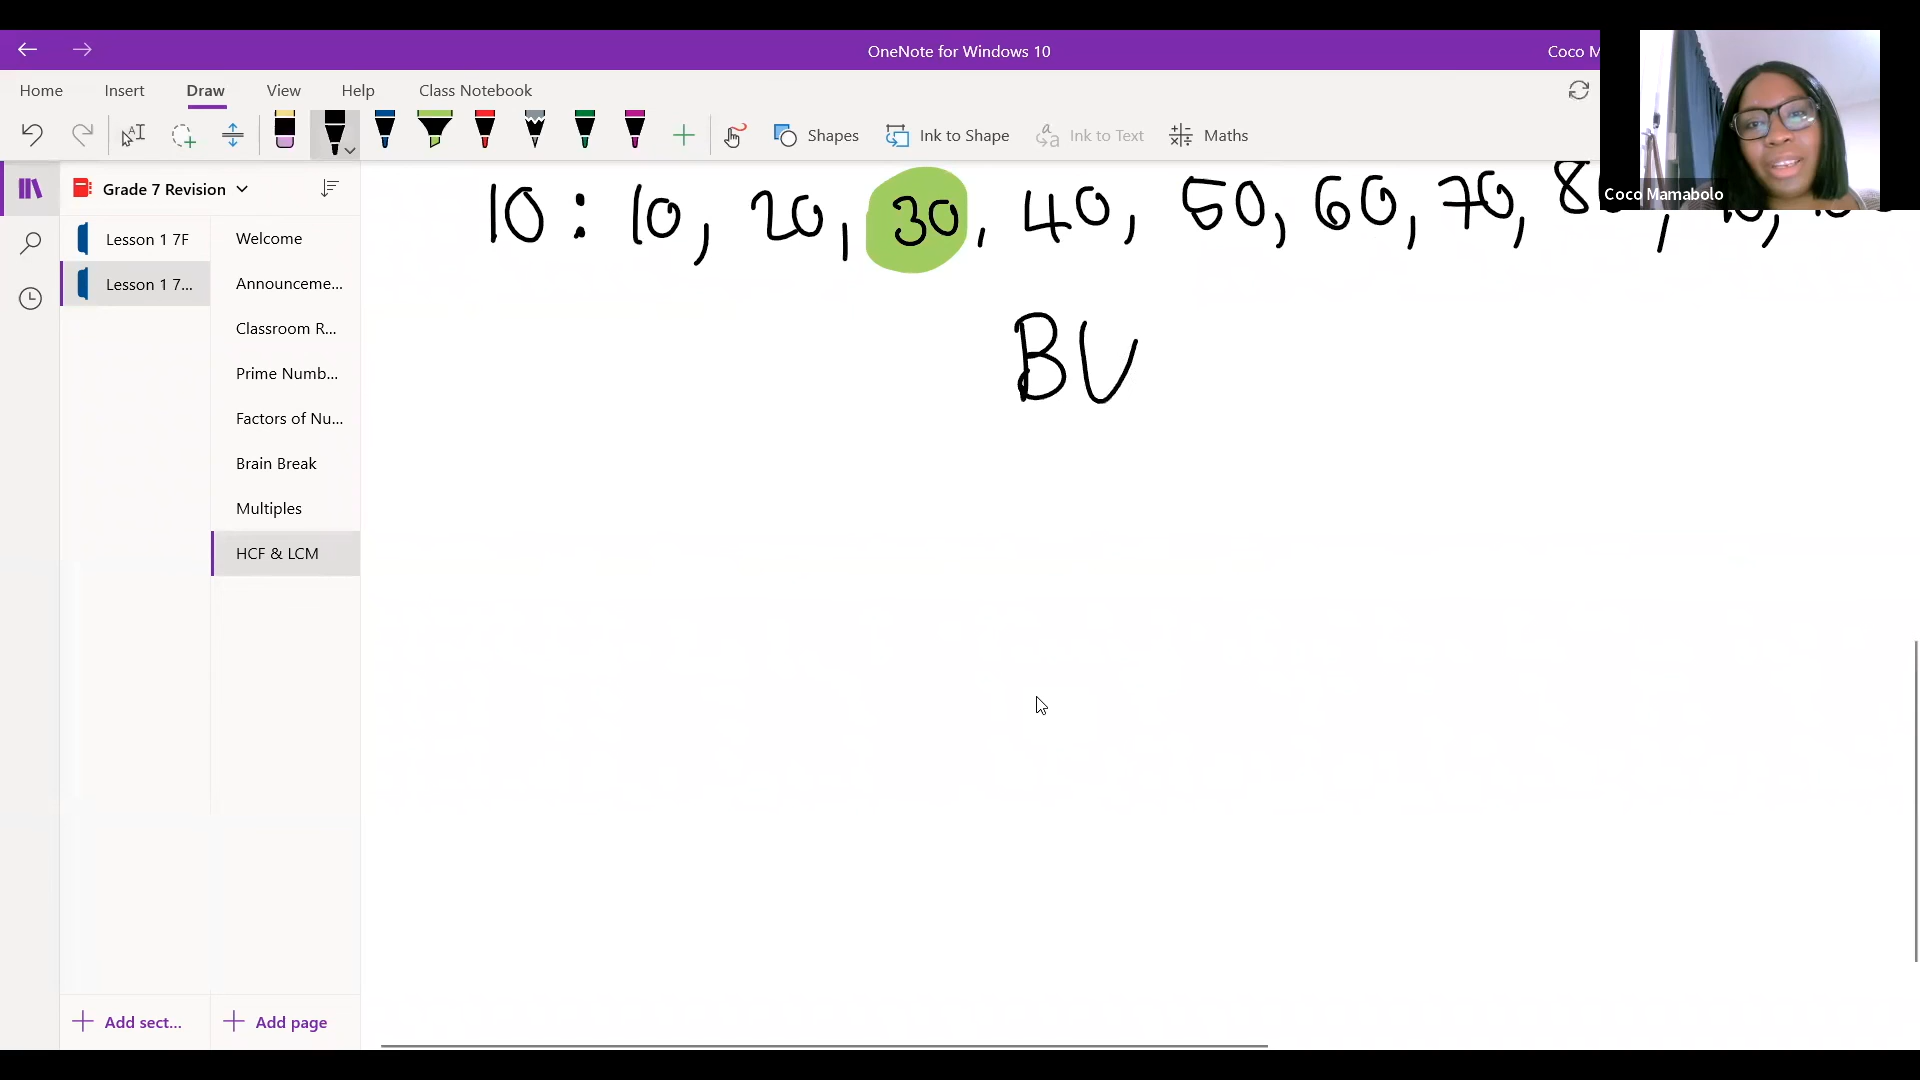 OneNote for Windows 10
Coco M
Home Insert Draw View Help Class Notebook
Shapes Ink to Shape Ink to Text Maths
Coco Mamabolo
Grade 7 Revision
10 : 10, 20, 30, 40, 50, 60, 70,
Lesson 1 7F
Lesson 1 7...
Welcome
Announceme...
Classroom R...
Prime Numb...
Factors of Nu...
Brain Break
Multiples
HCF & LCM
BU
Add sect...
Add page